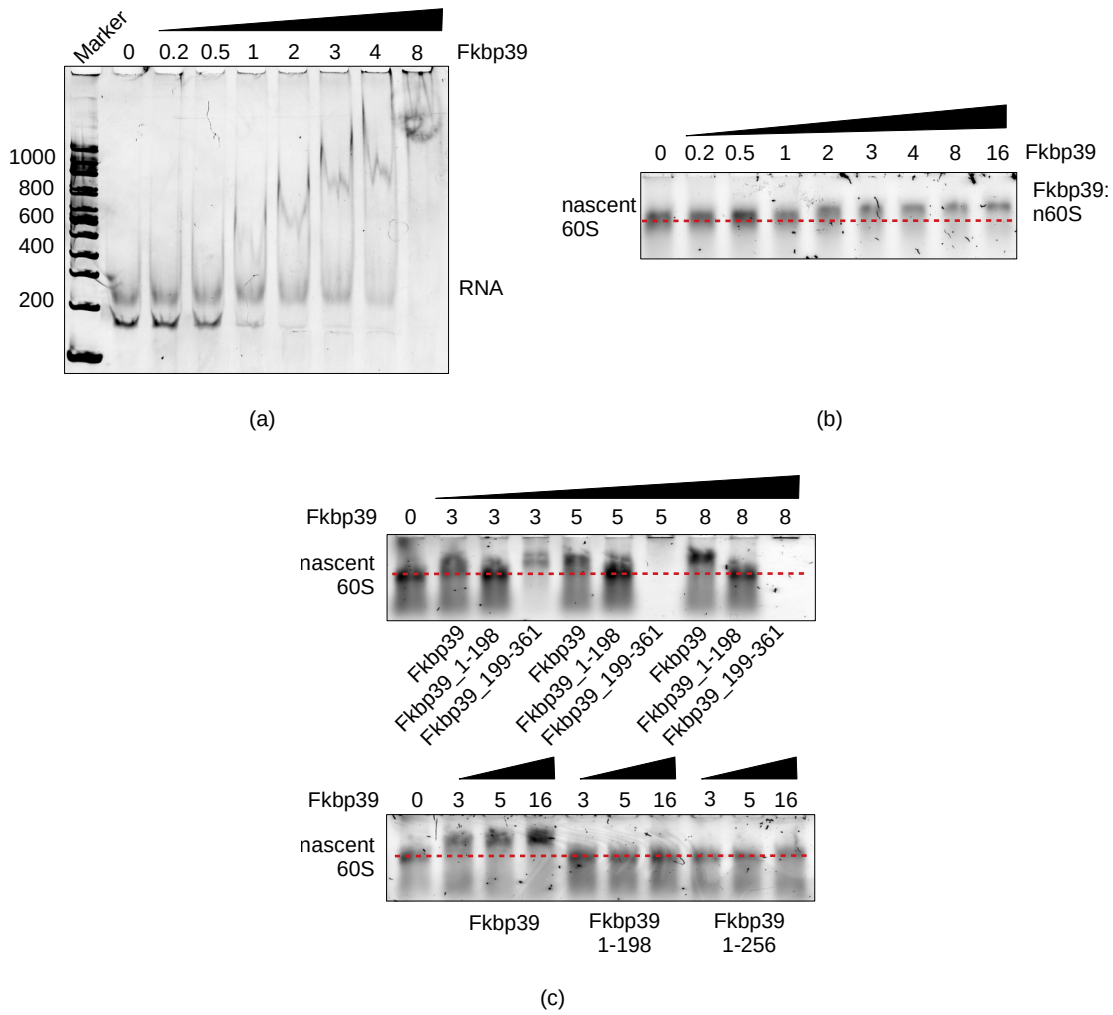 Marker
0 0.2 0.5 1 2 3 4 8 Fkbp39
1000
800
600
400
200
RNA
(a)
0 0.2 0.5 1 2 3 4 8 16 Fkbp39
nascent
60S
Fkbp39:
n60S
(b)
Fkbp39 0 3 3 3 5 5 5 8 8 8
nascent
60S
Fkbp39
Fkbp39_1-198
Fkbp39_199-361
Fkbp39
Fkbp39_1-198
Fkbp39_199-361
Fkbp39
Fkbp39_1-198
Fkbp39_199-361
Fkbp39 0 3 5 16 3 5 16 3 5 16
nascent
60S
Fkbp39
Fkbp39
1-198
Fkbp39
1-256
(c)